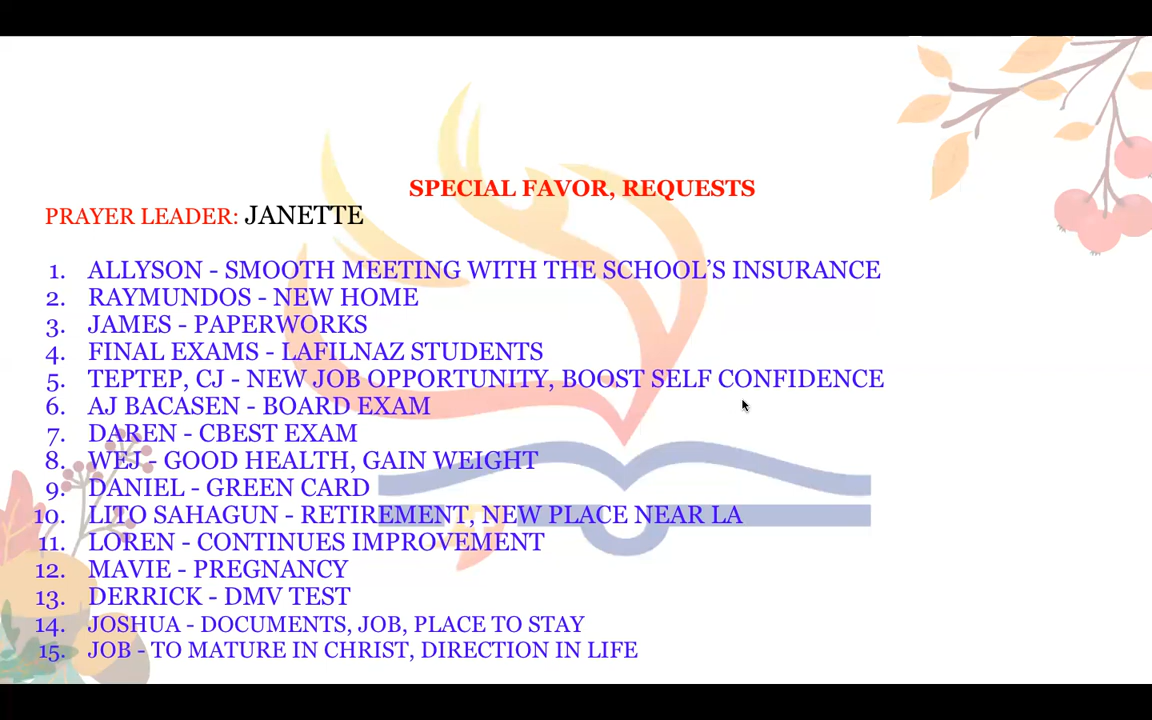 SPECIAL FAVOR, REQUESTS
PRAYER LEADER: JANETTE
1. ALLYSON - SMOOTH MEETING WITH THE SCHOOL’S INSURANCE
2. RAYMUNDOS - NEW HOME
3. JAMES - PAPERWORKS
4. FINAL EXAMS - LAFILNAZ STUDENTS
5. TEPTEP, CJ - NEW JOB OPPORTUNITY, BOOST SELF CONFIDENCE
6. AJ BACASEN - BOARD EXAM
7. DAREN - CBEST EXAM
8. WEJ - GOOD HEALTH, GAIN WEIGHT
9. DANIEL - GREEN CARD
10. LITO SAHAGUN - RETIREMENT, NEW PLACE NEAR LA
11. LOREN - CONTINUES IMPROVEMENT
12. MAVIE - PREGNANCY
13. DERRICK - DMV TEST
14. JOSHUA - DOCUMENTS, JOB, PLACE TO STAY
15. JOB - TO MATURE IN CHRIST, DIRECTION IN LIFE